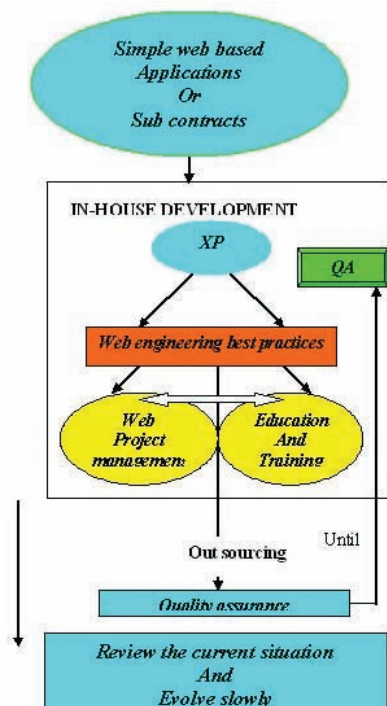 Simple web based
Applications
Or
Sub contracts
IN-HOUSE DEVELOPMENT
XP
QA
Web engineering best practices
Web
Project
management
Education
And
Training
Until
Out sourcing
Quality assurance
Review the current situation
And
Evolve slowly